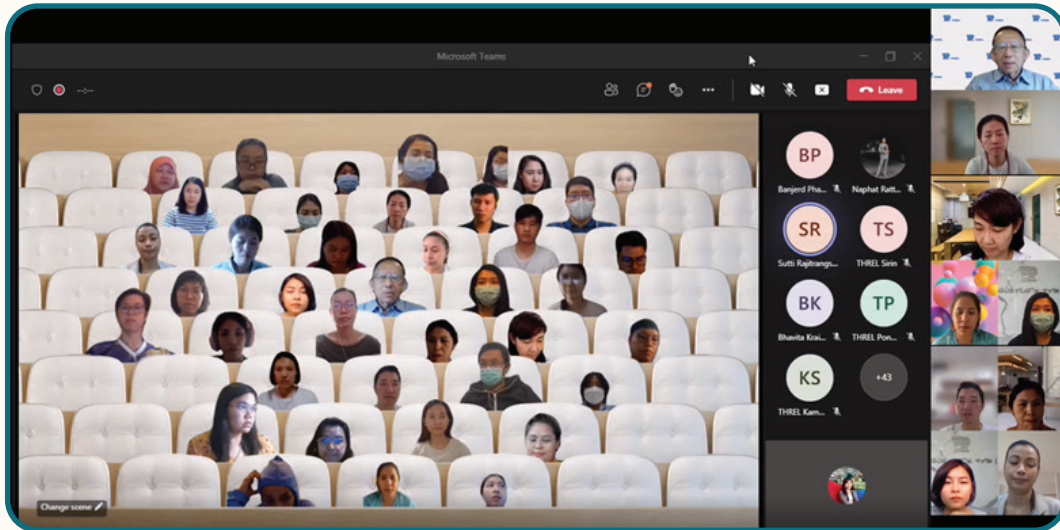 Microsoft Teams
Leave
BP
Banjerd Pha...
Naphat Ratt...
SR
TS
Sutti Rajitrangs...
THREL Sirin
BK
TP
Bhavita Krai...
THREL Pon...
KS
+43
THREL Kam...
Change scene